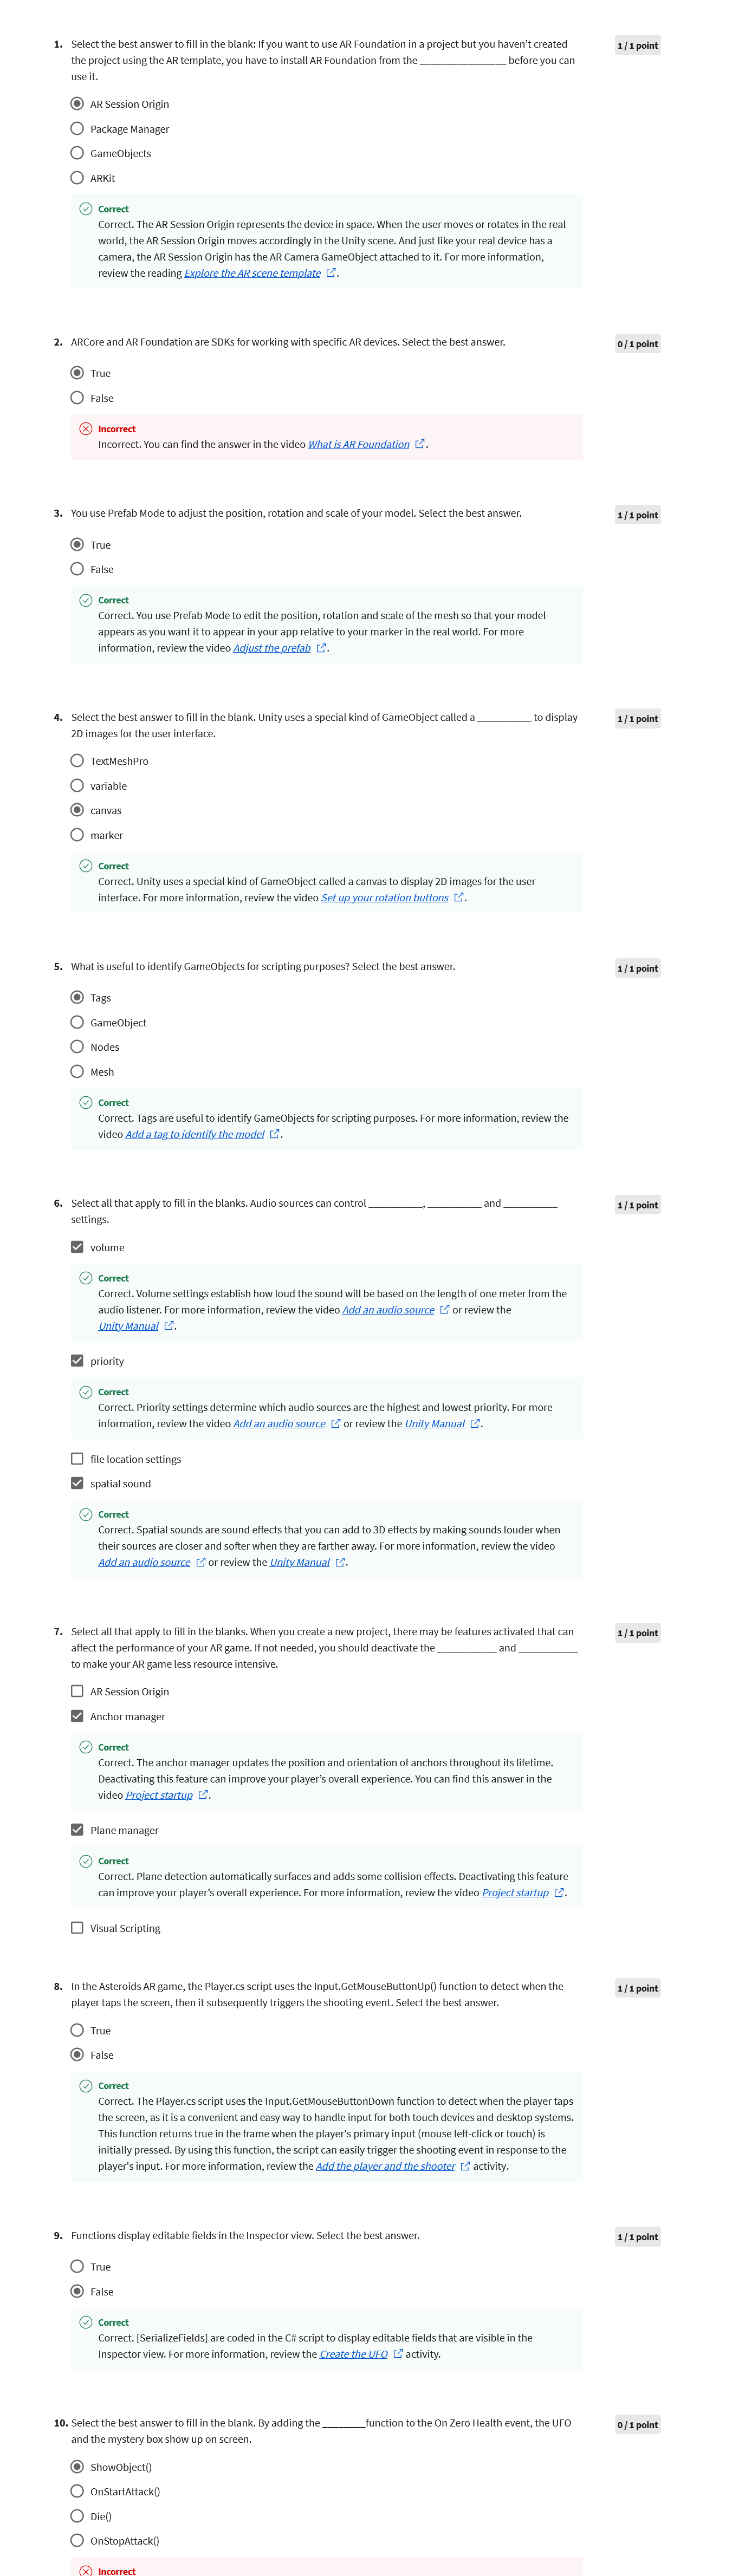 1. Select the best answer to fill in the blank: If you want to use AR Foundation in a project but you haven't created
1 / 1 point
the project using the AR template, you have to install AR Foundation from the ________________ before you can
use it.
AR Session Origin
Package Manager
GameObjects
ARKit
Correct
Correct. The AR Session Origin represents the device in space. When the user moves or rotates in the real
world, the AR Session Origin moves accordingly in the Unity scene. And just like your real device has a
camera, the AR Session Origin has the AR Camera GameObject attached to it. For more information,
review the reading Explore the AR scene template.
2. ARCore and AR Foundation are SDKs for working with specific AR devices. Select the best answer.
0 / 1 point
True
False
Incorrect
Incorrect. You can find the answer in the video What is AR Foundation.
3. You use Prefab Mode to adjust the position, rotation and scale of your model. Select the best answer.
1 / 1 point
True
False
Correct
Correct. You use Prefab Mode to edit the position, rotation and scale of the mesh so that your model
appears as you want it to appear in your app relative to your marker in the real world. For more
information, review the video Adjust the prefab.
4. Select the best answer to fill in the blank. Unity uses a special kind of GameObject called a __________ to display
1 / 1 point
2D images for the user interface.
TextMeshPro
variable
canvas
marker
Correct
Correct. Unity uses a special kind of GameObject called a canvas to display 2D images for the user
interface. For more information, review the video Set up your rotation buttons.
5. What is useful to identify GameObjects for scripting purposes? Select the best answer.
1 / 1 point
Tags
GameObject
Nodes
Mesh
Correct
Correct. Tags are useful to identify GameObjects for scripting purposes. For more information, review the
video Add a tag to identify the model.
6. Select all that apply to fill in the blanks. Audio sources can control __________, __________ and __________
1 / 1 point
settings.
volume
Correct
Correct. Volume settings establish how loud the sound will be based on the length of one meter from the
audio listener. For more information, review the video Add an audio source or review the
Unity Manual.
priority
Correct
Correct. Priority settings determine which audio sources are the highest and lowest priority. For more
information, review the video Add an audio source or review the Unity Manual.
file location settings
spatial sound
Correct
Correct. Spatial sounds are sound effects that you can add to 3D effects by making sounds louder when
their sources are closer and softer when they are farther away. For more information, review the video
Add an audio source or review the Unity Manual.
7. Select all that apply to fill in the blanks. When you create a new project, there may be features activated that can
1 / 1 point
affect the performance of your AR game. If not needed, you should deactivate the ___________ and ___________
to make your AR game less resource intensive.
AR Session Origin
Anchor manager
Correct
Correct. The anchor manager updates the position and orientation of anchors throughout its lifetime.
Deactivating this feature can improve your player's overall experience. You can find this answer in the
video Project startup.
Plane manager
Correct
Correct. Plane detection automatically surfaces and adds some collision effects. Deactivating this feature
can improve your player's overall experience. For more information, review the video Project startup.
Visual Scripting
8. In the Asteroids AR game, the Player.cs script uses the Input.GetMouseButtonUp() function to detect when the
1 / 1 point
player taps the screen, then it subsequently triggers the shooting event. Select the best answer.
True
False
Correct
Correct. The Player.cs script uses the Input.GetMouseButtonDown function to detect when the player taps
the screen, as it is a convenient and easy way to handle input for both touch devices and desktop systems.
This function returns true in the frame when the player's primary input (mouse left-click or touch) is
initially pressed. By using this function, the script can easily trigger the shooting event in response to the
player's input. For more information, review the Add the player and the shooter activity.
9. Functions display editable fields in the Inspector view. Select the best answer.
1 / 1 point
True
False
Correct
Correct. [SerializeFields] are coded in the C# script to display editable fields that are visible in the
Inspector view. For more information, review the Create the UFO activity.
10. Select the best answer to fill in the blank. By adding the ________function to the On Zero Health event, the UFO
0 / 1 point
and the mystery box show up on screen.
ShowObject()
OnStartAttack()
Die()
OnStopAttack()
Incorrect